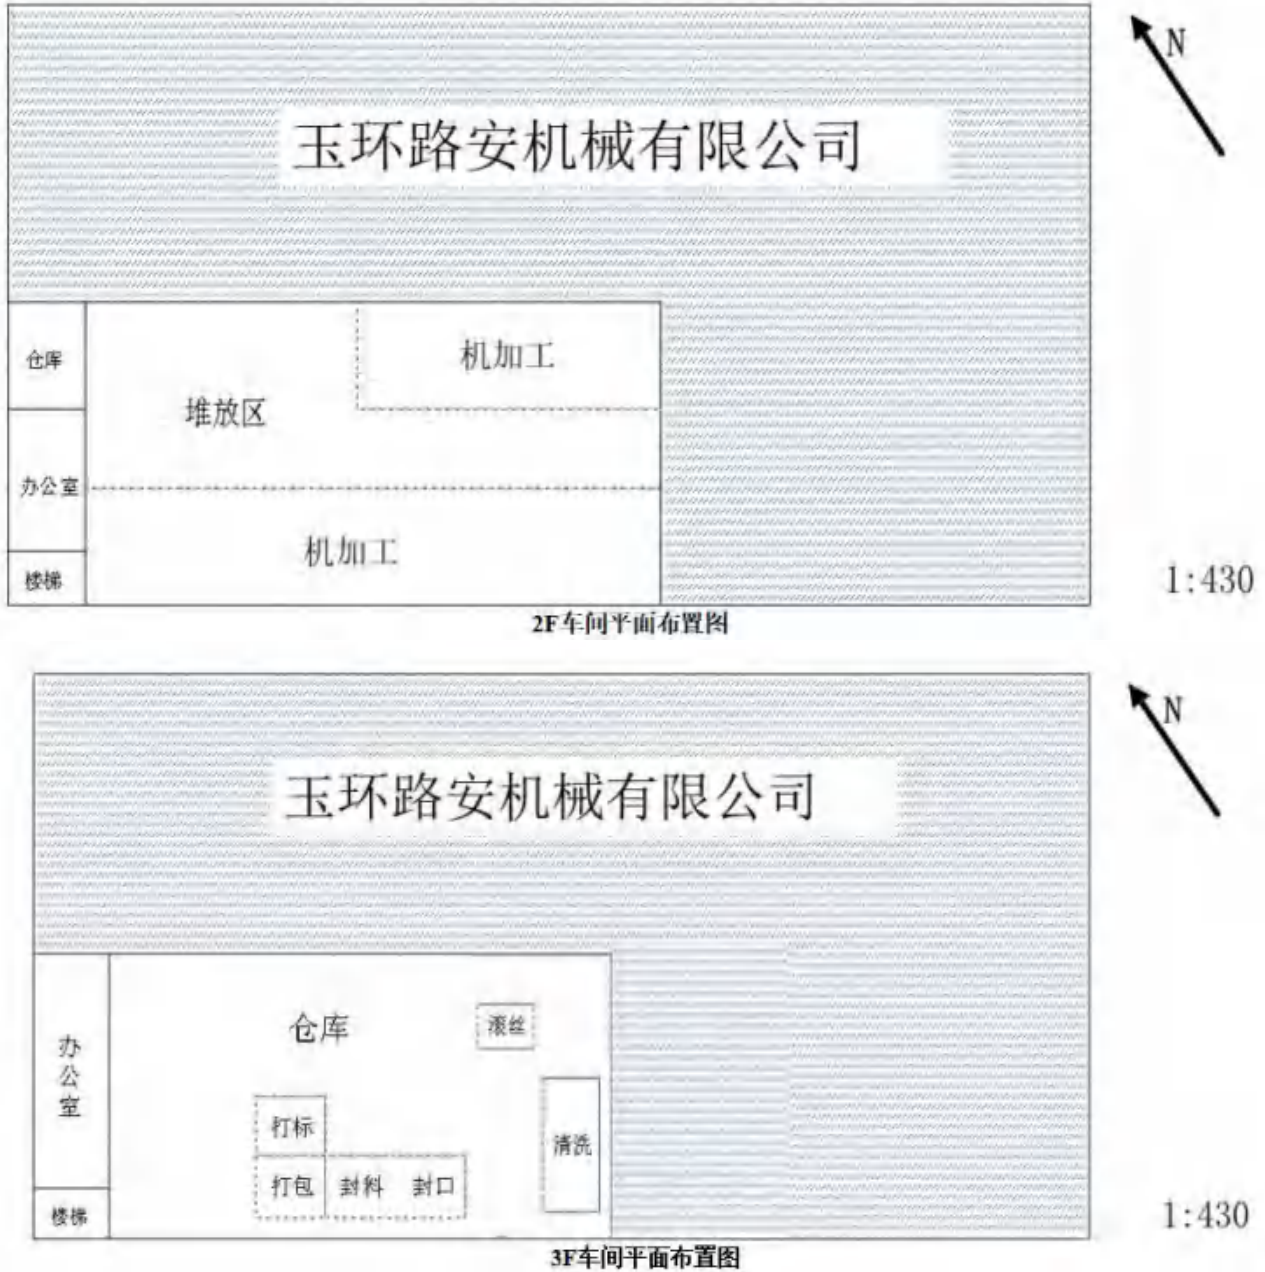 N
玉环路安机械有限公司
仓库
机加工
堆放区
办公室
机加工
楼梯
1:430
2F车间平面布置图
N
玉环路安机械有限公司
仓库
滚丝
办公室
打标
清洗
打包
封料
封口
楼梯
1:430
3F车间平面布置图